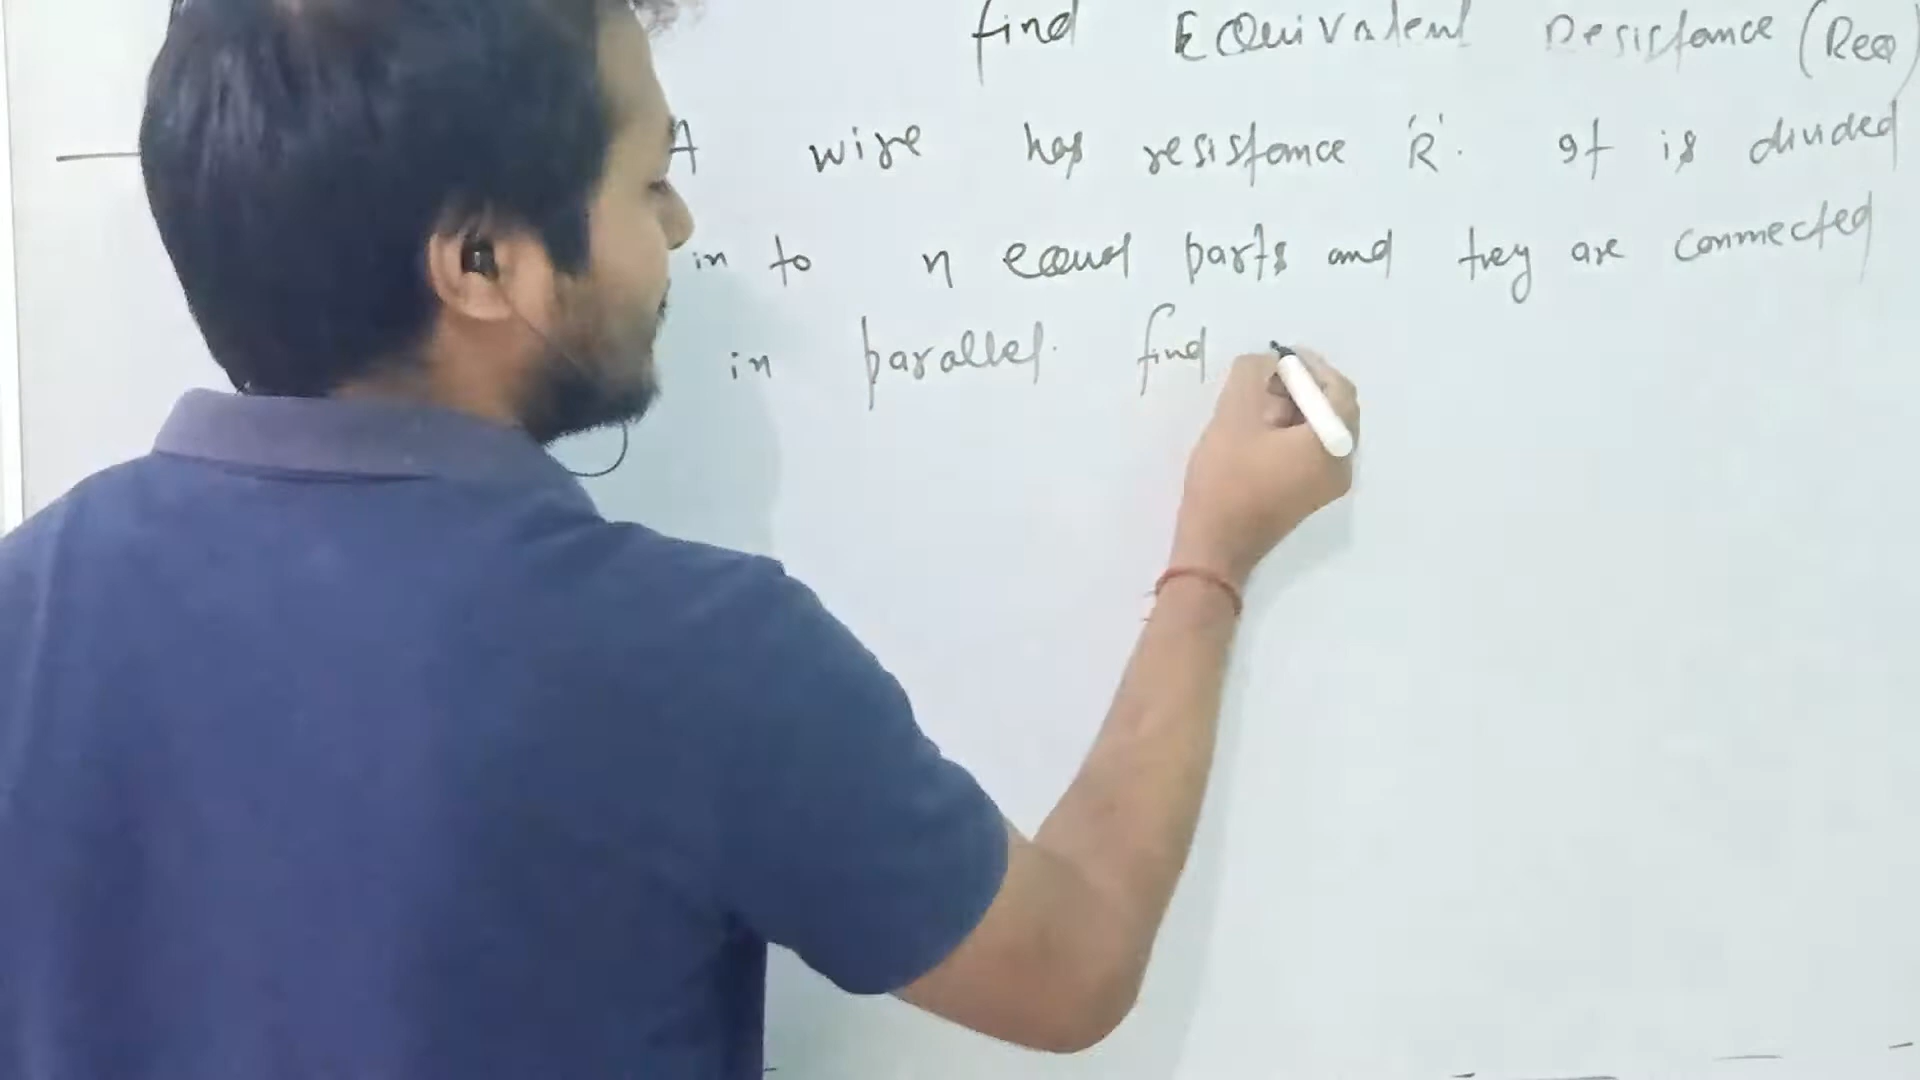 find Equivalent Resistance (Req)
A wire has resistance 'R'. It is divided
in to n equal parts and they are connected
in parallel. find